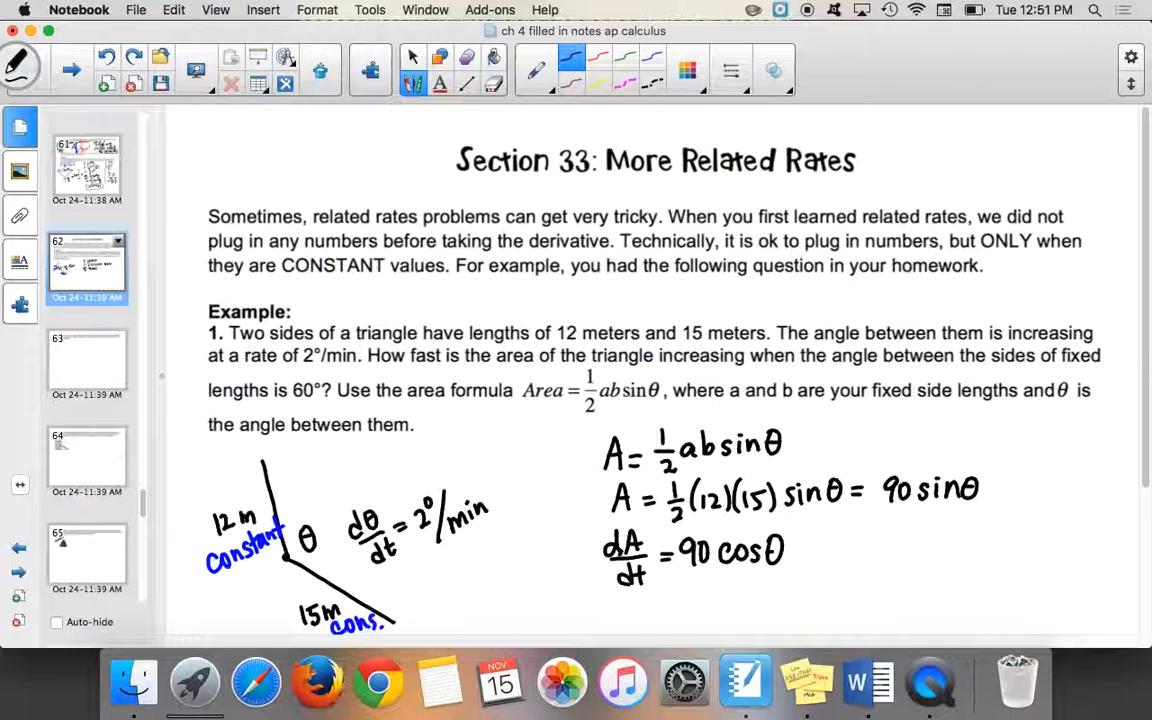 Notebook File Edit View Insert Format Tools Window Add-ons Help Tue 12:51 PM
ch 4 filled in notes ap calculus
61
Oct 24-11:38 AM
62
Oct 24-11:39 AM
63
Oct 24-11:39 AM
64
Oct 24-11:39 AM
65
Oct 24-11:39 AM
Auto-hide
Section 33: More Related Rates
Sometimes, related rates problems can get very tricky. When you first learned related rates, we did not
plug in any numbers before taking the derivative. Technically, it is ok to plug in numbers, but ONLY when
they are CONSTANT values. For example, you had the following question in your homework.
Example:
1. Two sides of a triangle have lengths of 12 meters and 15 meters. The angle between them is increasing
at a rate of 2°/min. How fast is the area of the triangle increasing when the angle between the sides of fixed
lengths is 60°? Use the area formula Area = 1/2 ab sin θ, where a and b are your fixed side lengths and θ is
the angle between them.
12 m
constant
θ
dθ/dt = 2°/min
15 m
cons.
A = 1/2 ab sin θ
A = 1/2 (12)(15) sin θ = 90 sin θ
dA/dt = 90 cos θ
NOV
15
W